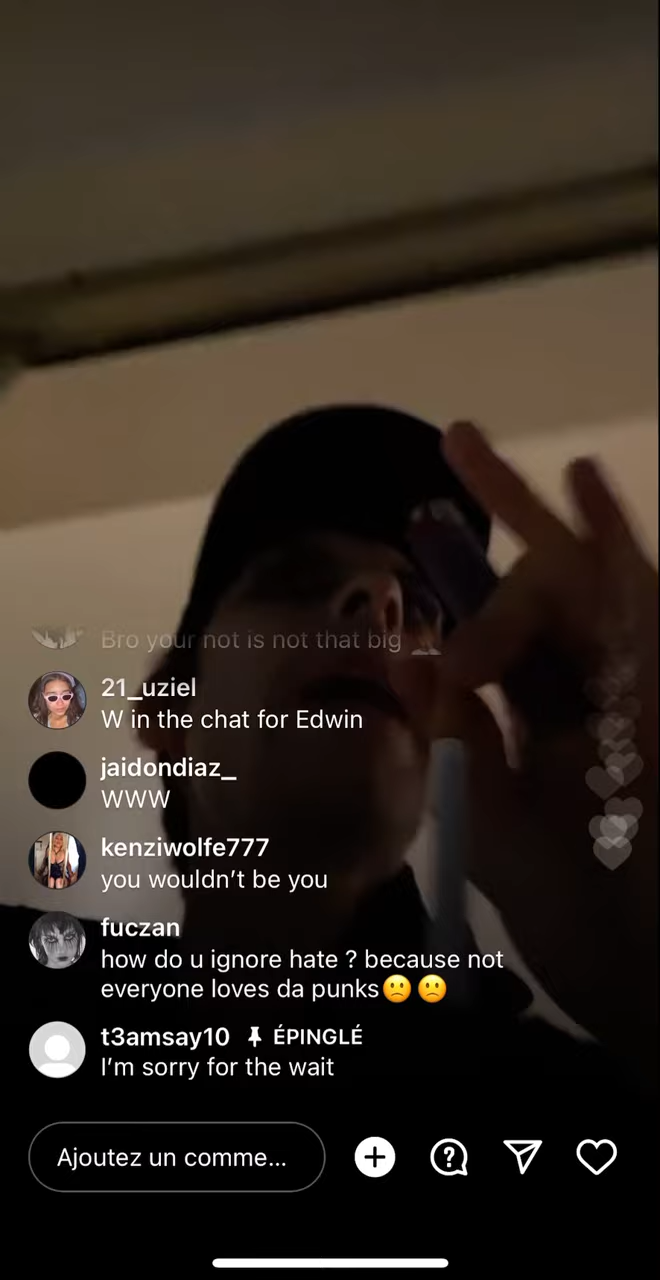 Bro your not is not that big
21_uziel
W in the chat for Edwin
jaidondiaz_
WWW
kenziwolfe777
you wouldn’t be you
fuczan
how do u ignore hate ? because not
everyone loves da punks🙁 🙁
t3amsay10 ÉPINGLÉ
I’m sorry for the wait
Ajoutez un comme...